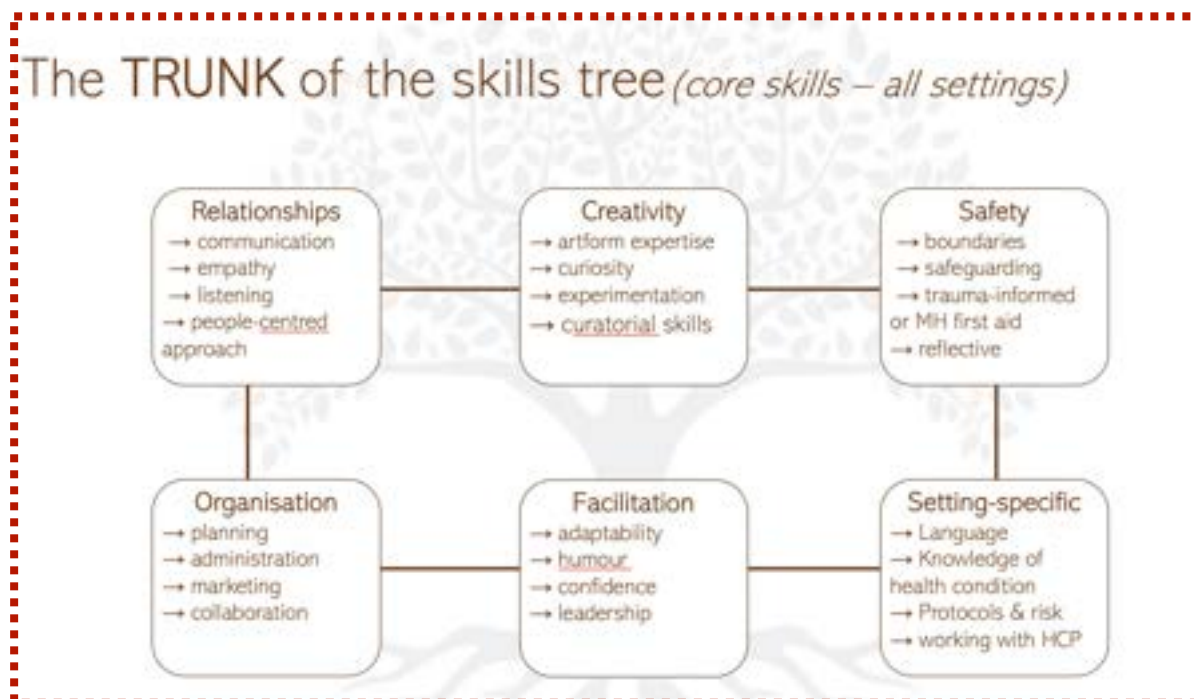 The TRUNK of the skills tree (core skills – all settings)
Relationships
→ communication
→ empathy
→ listening
→ people-centred
approach
Creativity
→ artform expertise
→ curiosity
→ experimentation
→ curatorial skills
Safety
→ boundaries
→ safeguarding
→ trauma-informed
or MH first aid
→ reflective
Organisation
→ planning
→ administration
→ marketing
→ collaboration
Facilitation
→ adaptability
→ humour
→ confidence
→ leadership
Setting-specific
→ Language
→ Knowledge of
health condition
→ Protocols & risk
→ working with HCP